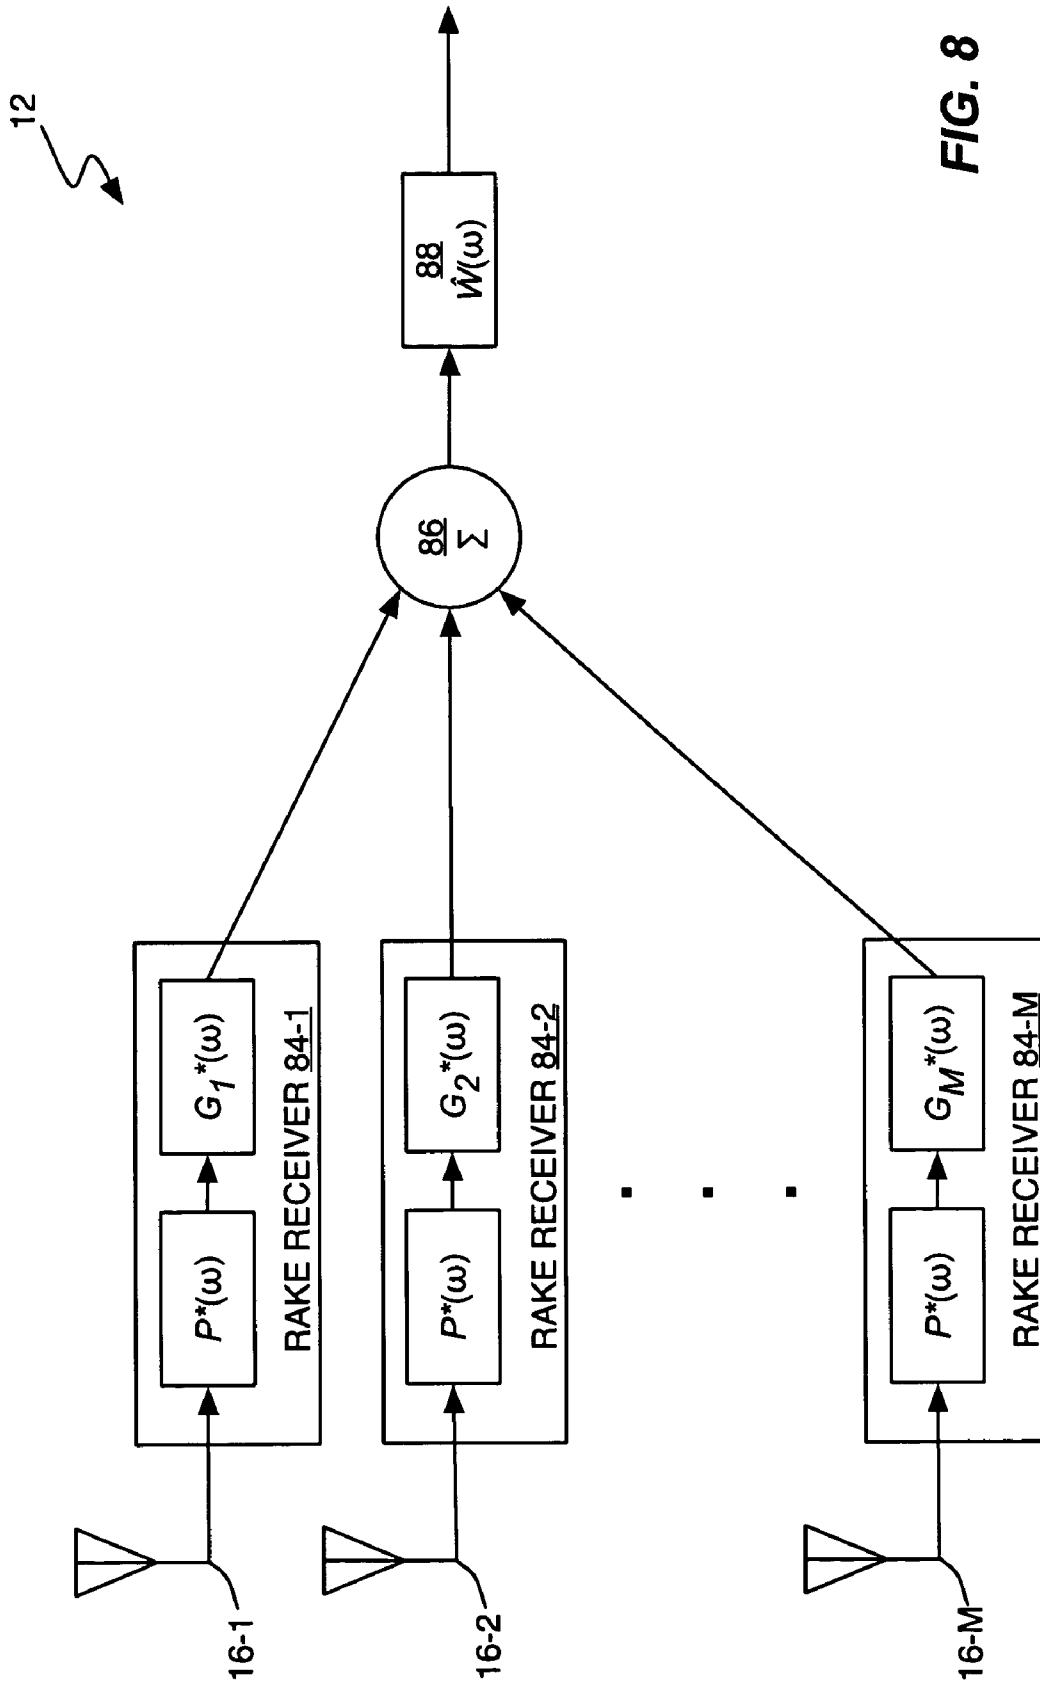 12
16-1
P*(ω)
G1*(ω)
RAKE RECEIVER 84-1
16-2
P*(ω)
G2*(ω)
RAKE RECEIVER 84-2
86
Σ
88
Ŵ(ω)
. . .
16-M
P*(ω)
GM*(ω)
RAKE RECEIVER 84-M
FIG. 8